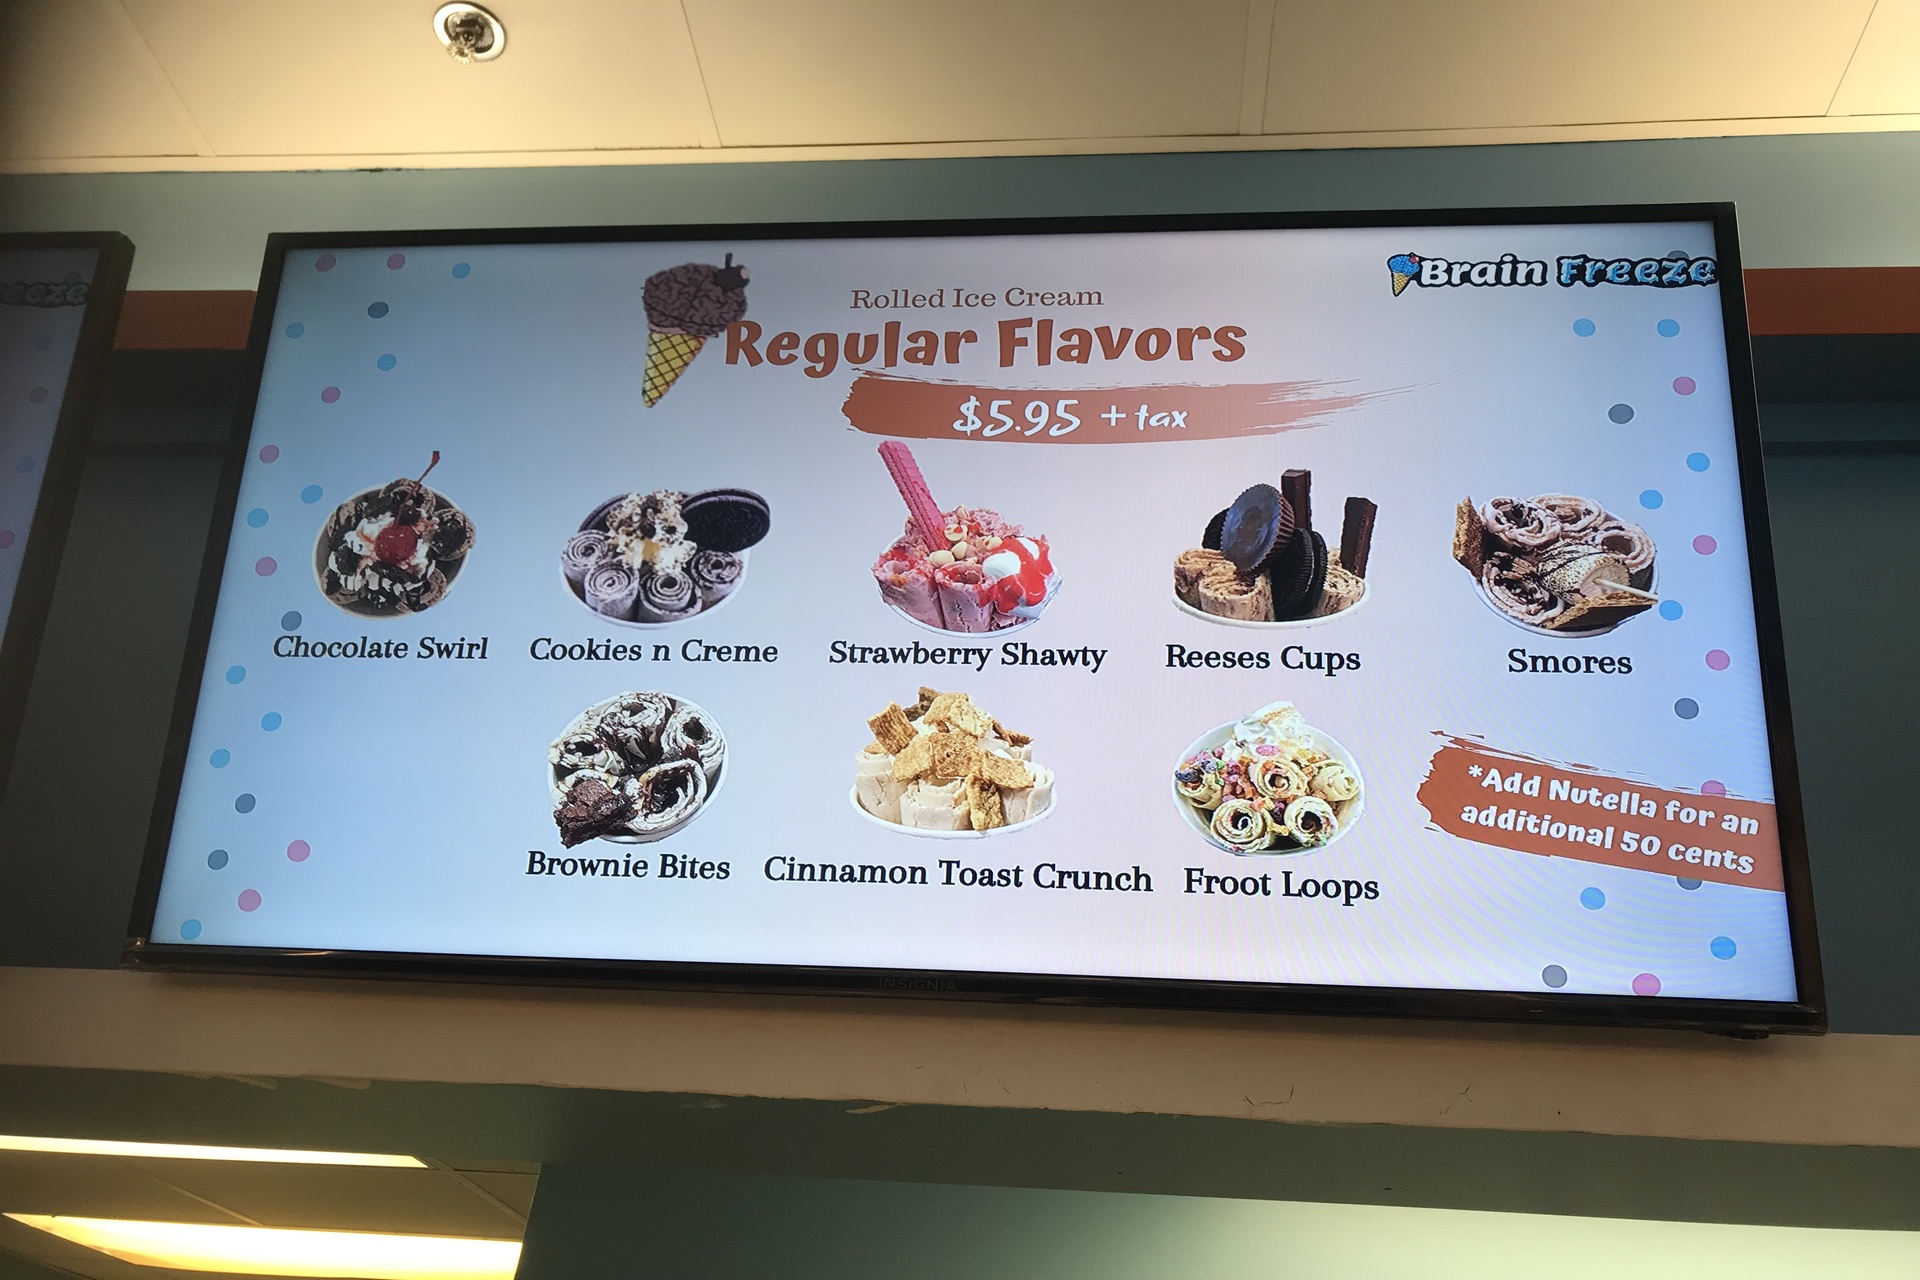 Brain Freeze
Rolled Ice Cream
Regular Flavors
$5.95 + tax
Chocolate Swirl
Cookies n Creme
Strawberry Shawty
Reeses Cups
Smores
Brownie Bites
Cinnamon Toast Crunch
Froot Loops
*Add Nutella for an
additional 50 cents
INSIGNIA